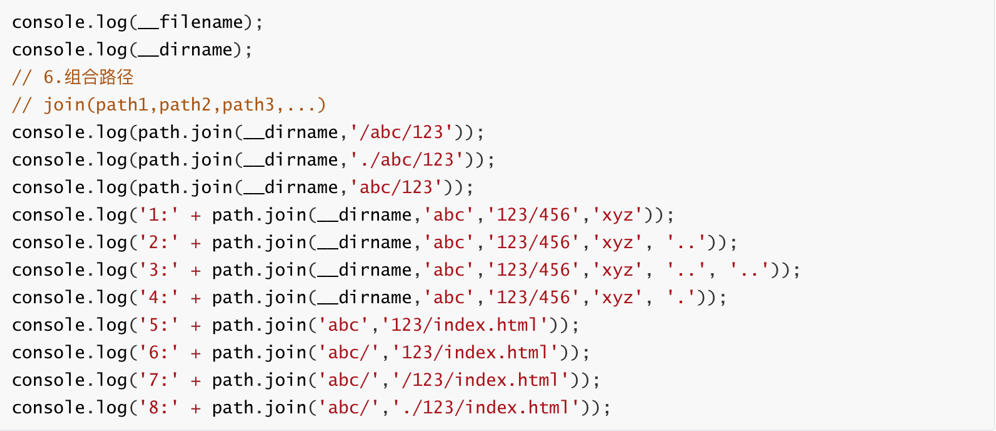 console.log(__filename);
console.log(__dirname);
// 6.组合路径
// join(path1,path2,path3,...)
console.log(path.join(__dirname,'/abc/123'));
console.log(path.join(__dirname,'./abc/123'));
console.log(path.join(__dirname,'abc/123'));
console.log('1:' + path.join(__dirname,'abc','123/456','xyz'));
console.log('2:' + path.join(__dirname,'abc','123/456','xyz', '..'));
console.log('3:' + path.join(__dirname,'abc','123/456','xyz', '..', '..'));
console.log('4:' + path.join(__dirname,'abc','123/456','xyz', '.'));
console.log('5:' + path.join('abc','123/index.html'));
console.log('6:' + path.join('abc/','123/index.html'));
console.log('7:' + path.join('abc/','/123/index.html'));
console.log('8:' + path.join('abc/','./123/index.html'));